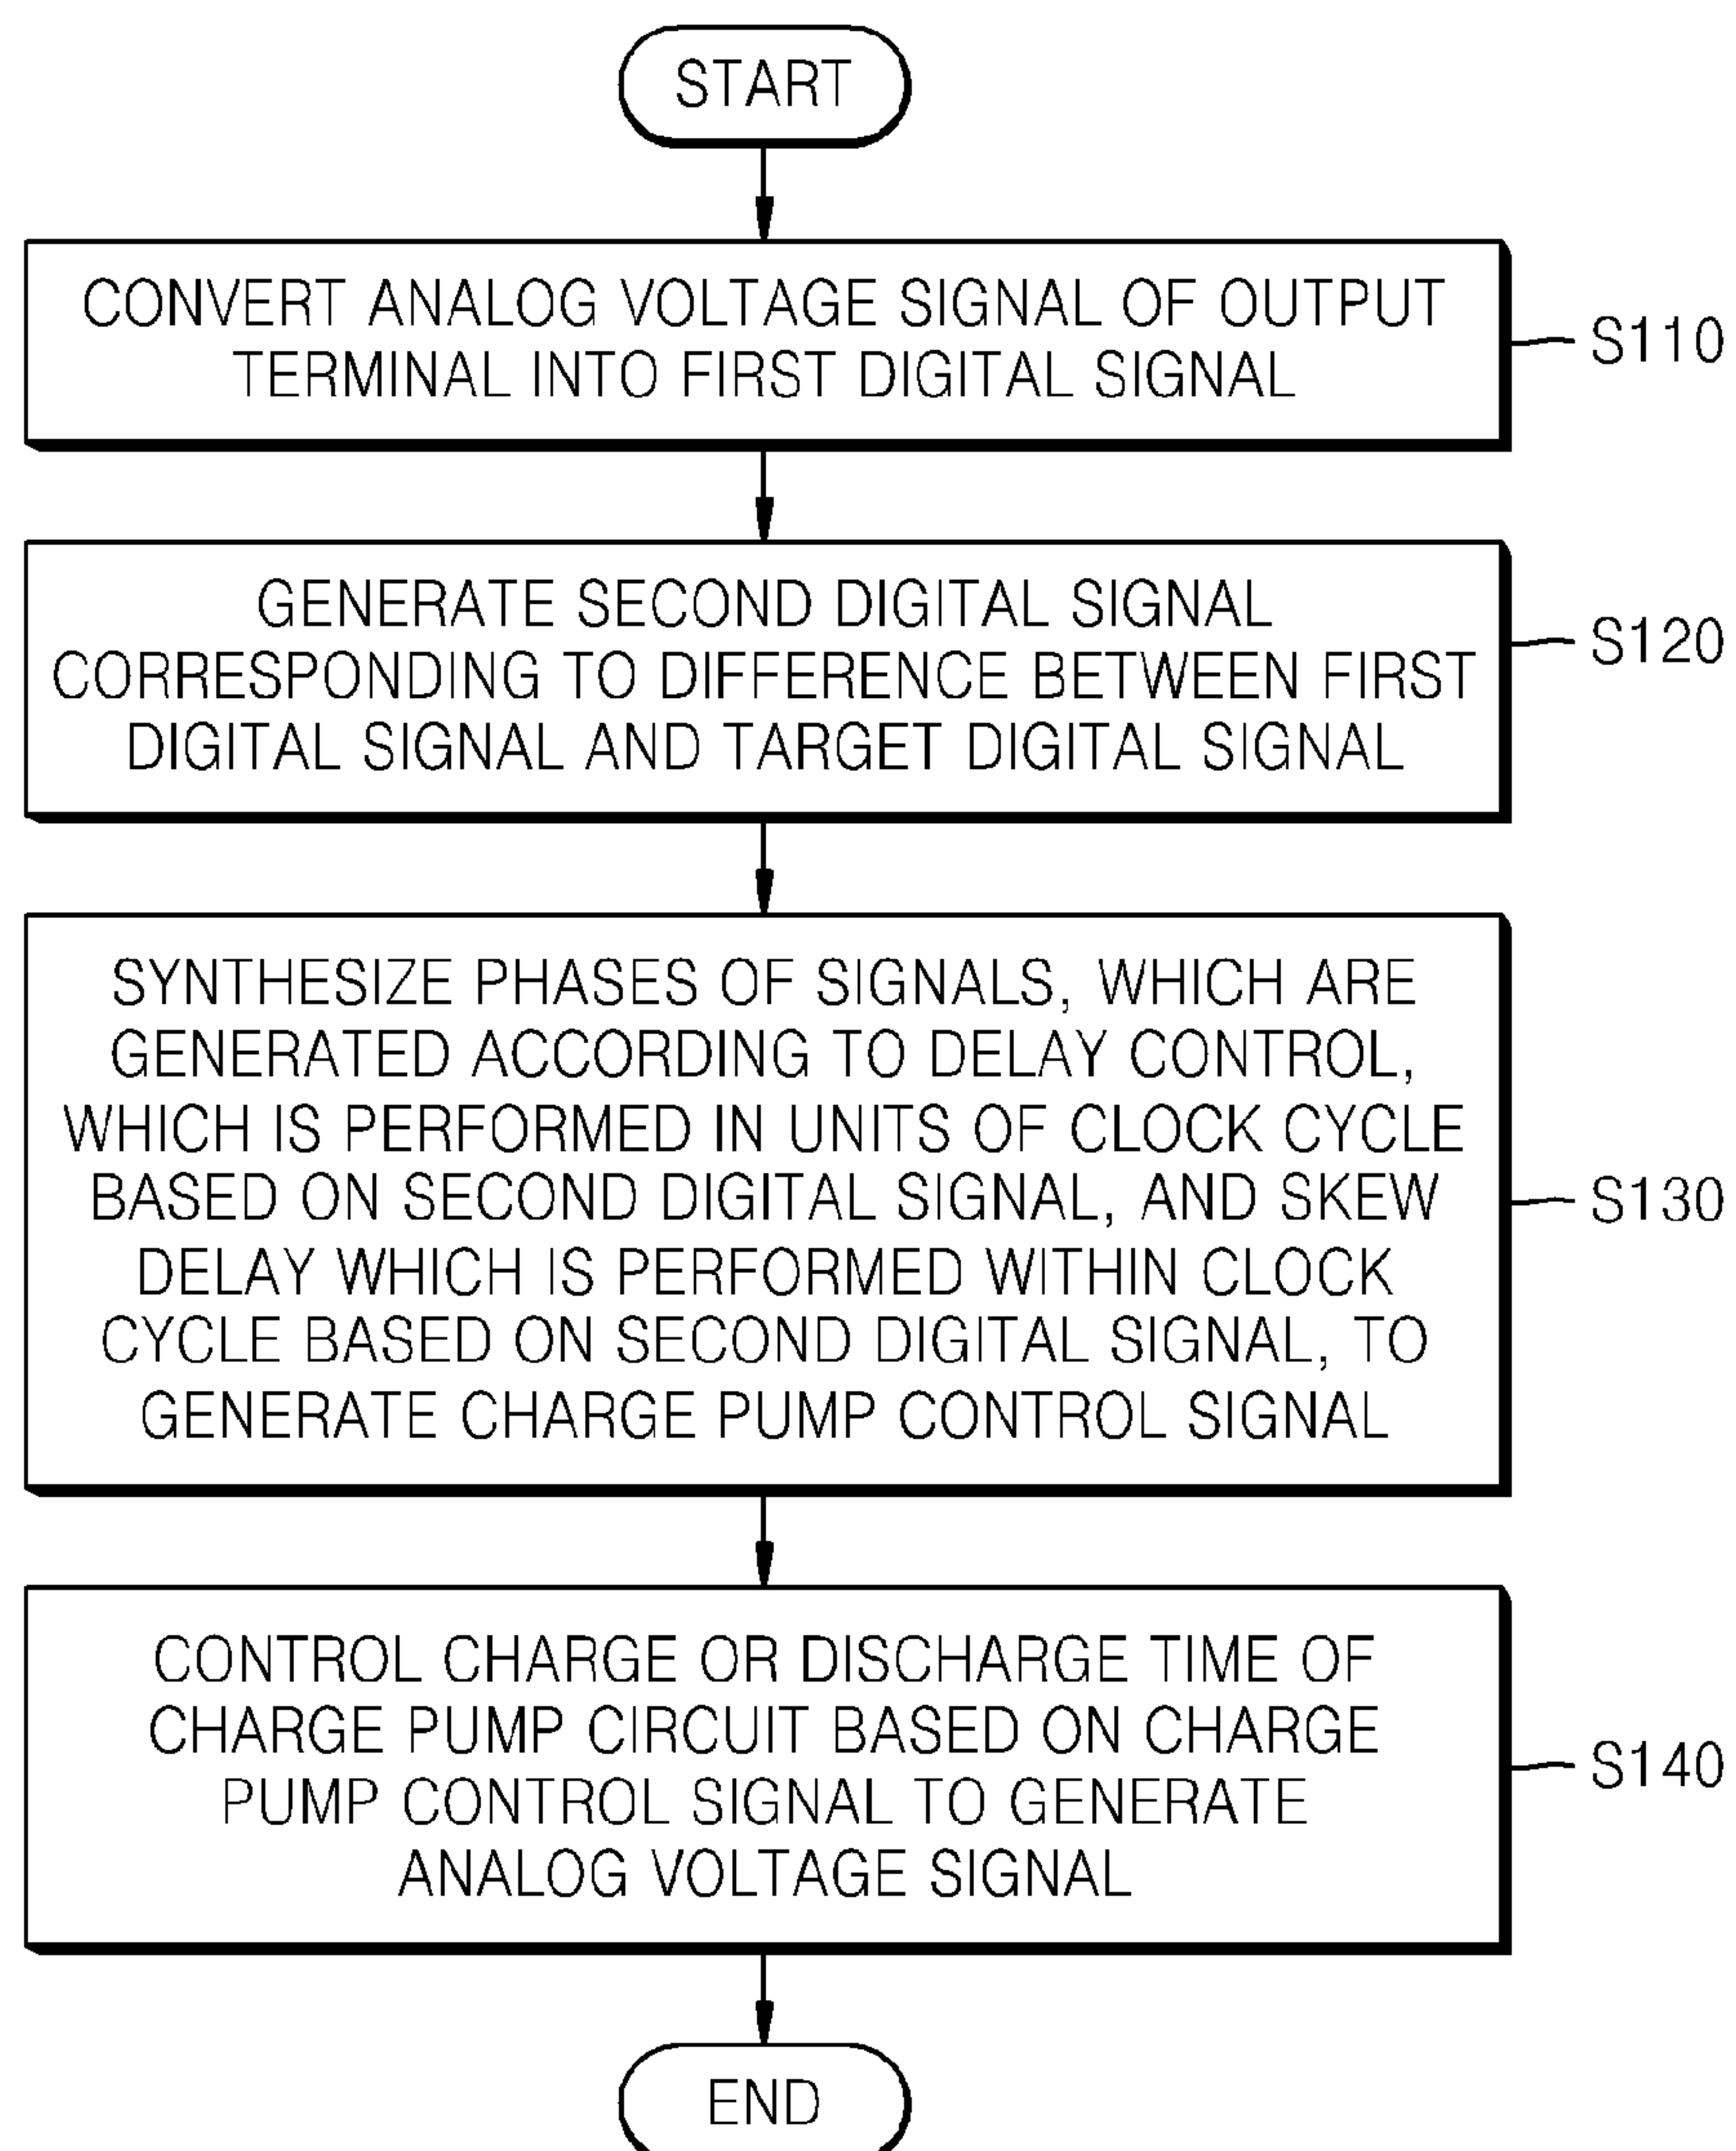 START
CONVERT ANALOG VOLTAGE SIGNAL OF OUTPUT
TERMINAL INTO FIRST DIGITAL SIGNAL
S110
GENERATE SECOND DIGITAL SIGNAL
CORRESPONDING TO DIFFERENCE BETWEEN FIRST
DIGITAL SIGNAL AND TARGET DIGITAL SIGNAL
S120
SYNTHESIZE PHASES OF SIGNALS, WHICH ARE
GENERATED ACCORDING TO DELAY CONTROL,
WHICH IS PERFORMED IN UNITS OF CLOCK CYCLE
BASED ON SECOND DIGITAL SIGNAL, AND SKEW
DELAY WHICH IS PERFORMED WITHIN CLOCK
CYCLE BASED ON SECOND DIGITAL SIGNAL, TO
GENERATE CHARGE PUMP CONTROL SIGNAL
S130
CONTROL CHARGE OR DISCHARGE TIME OF
CHARGE PUMP CIRCUIT BASED ON CHARGE
PUMP CONTROL SIGNAL TO GENERATE
ANALOG VOLTAGE SIGNAL
S140
END